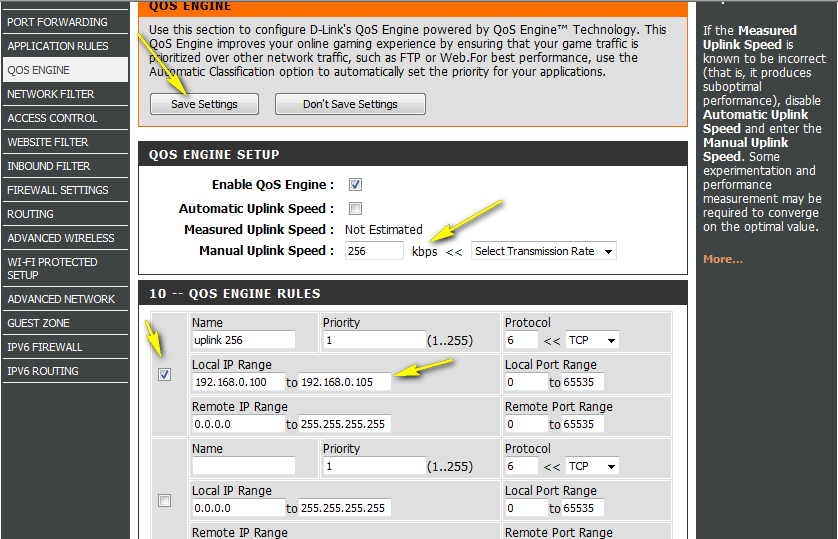 PORT FORWARDING
APPLICATION RULES
QOS ENGINE
NETWORK FILTER
ACCESS CONTROL
WEBSITE FILTER
INBOUND FILTER
FIREWALL SETTINGS
ROUTING
ADVANCED WIRELESS
WI-FI PROTECTED
SETUP
ADVANCED NETWORK
GUEST ZONE
IPV6 FIREWALL
IPV6 ROUTING
QOS ENGINE
Use this section to configure D-Link's QoS Engine powered by QoS Engine™ Technology. This
QoS Engine improves your online gaming experience by ensuring that your game traffic is
prioritized over other network traffic, such as FTP or Web.For best performance, use the
Automatic Classification option to automatically set the priority for your applications.
Save Settings Don't Save Settings
QOS ENGINE SETUP
Enable QoS Engine :
Automatic Uplink Speed :
Measured Uplink Speed : Not Estimated
Manual Uplink Speed : 256 kbps << Select Transmission Rate
10 -- QOS ENGINE RULES
Name Priority Protocol
uplink 256 1 (1..255) 6 << TCP
Local IP Range Local Port Range
192.168.0.100 to 192.168.0.105 0 to 65535
Remote IP Range Remote Port Range
0.0.0.0 to 255.255.255.255 0 to 65535
Name Priority Protocol
1 (1..255) 6 << TCP
Local IP Range Local Port Range
0.0.0.0 to 255.255.255.255 0 to 65535
Remote IP Range Remote Port Range
If the Measured
Uplink Speed is
known to be incorrect
(that is, it produces
suboptimal
performance), disable
Automatic Uplink
Speed and enter the
Manual Uplink
Speed. Some
experimentation and
performance
measurement may be
required to converge
on the optimal value.
More...